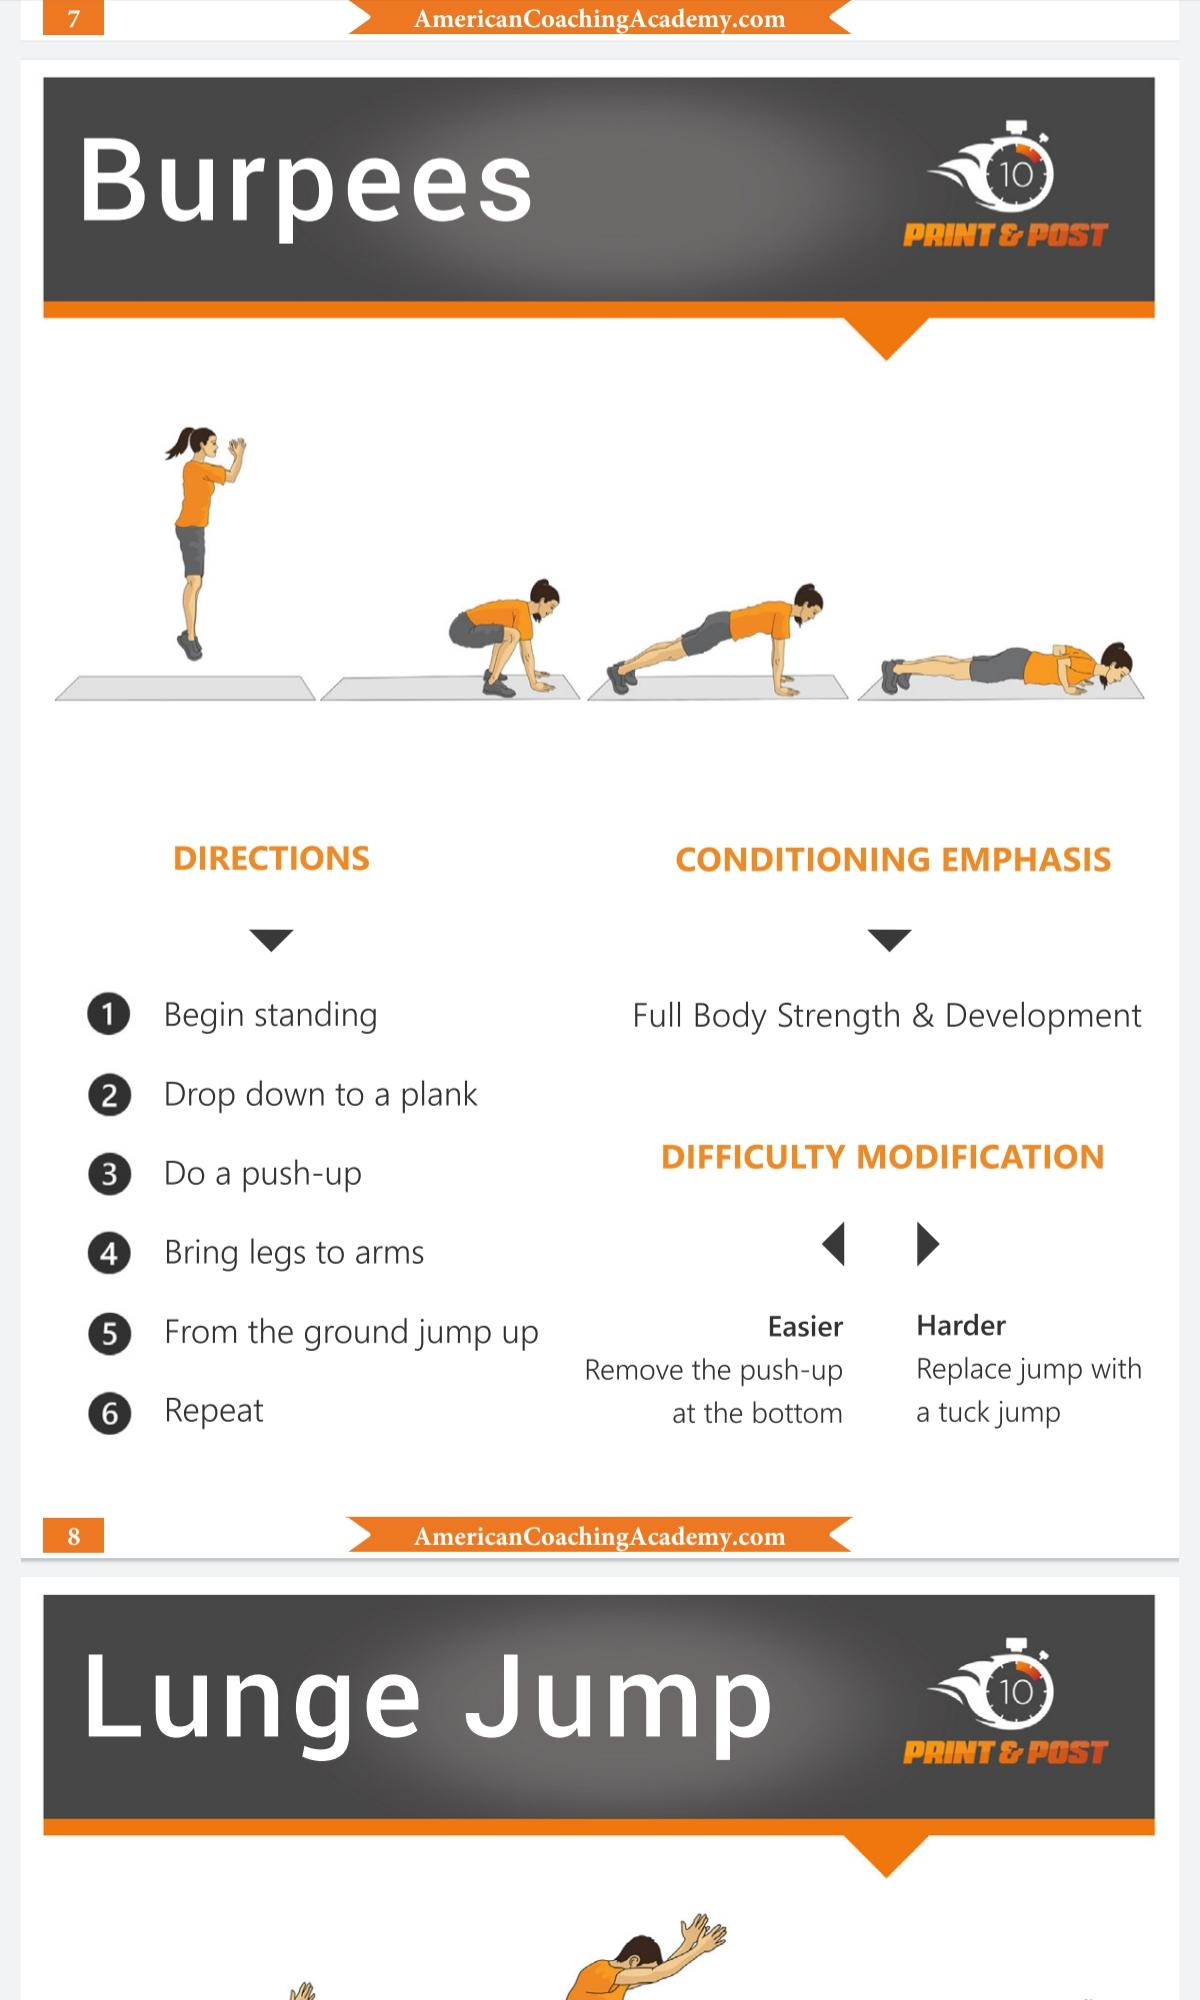 7
AmericanCoachingAcademy.com
Burpees
10
PRINT & POST
DIRECTIONS
1 Begin standing
2 Drop down to a plank
3 Do a push-up
4 Bring legs to arms
5 From the ground jump up
6 Repeat
CONDITIONING EMPHASIS
Full Body Strength & Development
DIFFICULTY MODIFICATION
Easier
Remove the push-up
at the bottom
Harder
Replace jump with
a tuck jump
8
AmericanCoachingAcademy.com
Lunge Jump
10
PRINT & POST